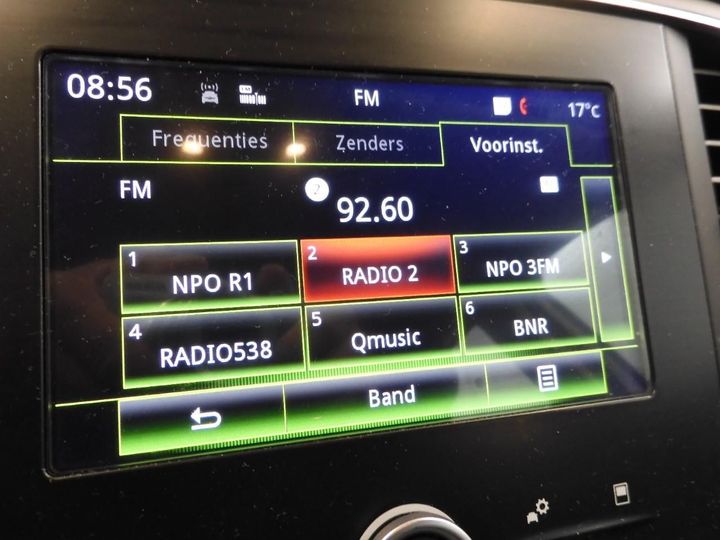 08:56 FM 17°C
Frequenties Zenders Voorinst.
FM 2
92.60
1 NPO R1
2 RADIO 2
3 NPO 3FM
4 RADIO538
5 Qmusic
6 BNR
Band